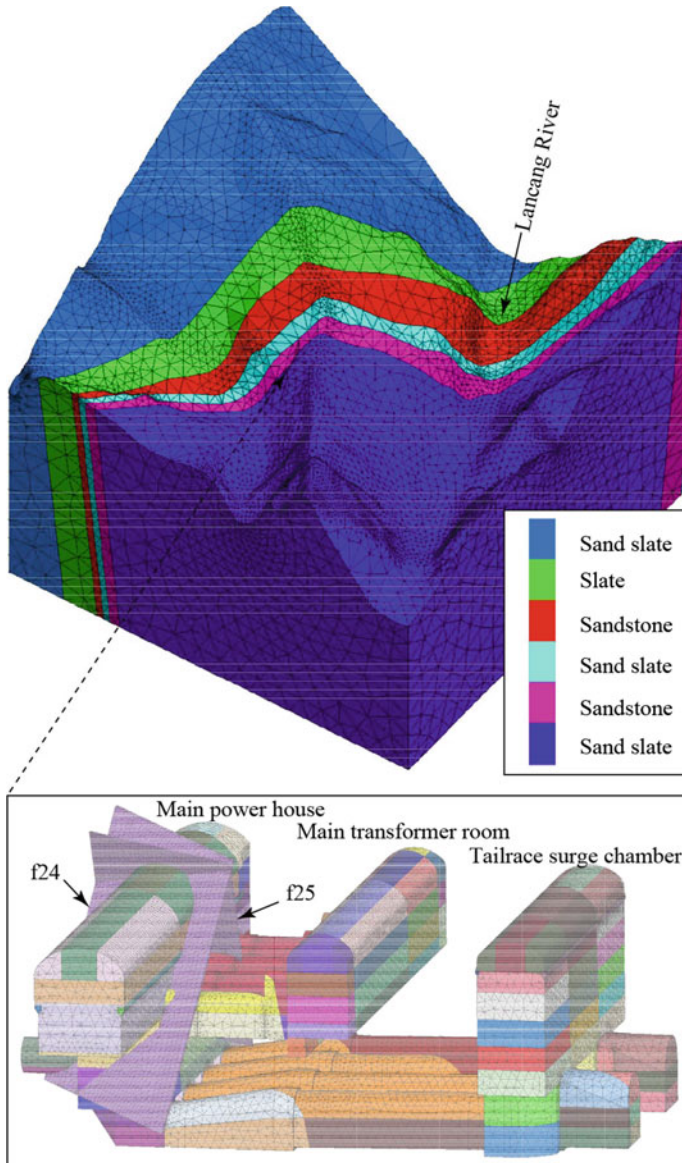 Lancang River
Sand slate
Slate
Sandstone
Sand slate
Sandstone
Sand slate
Main power house
Main transformer room
Tailrace surge chamber
f24
f25